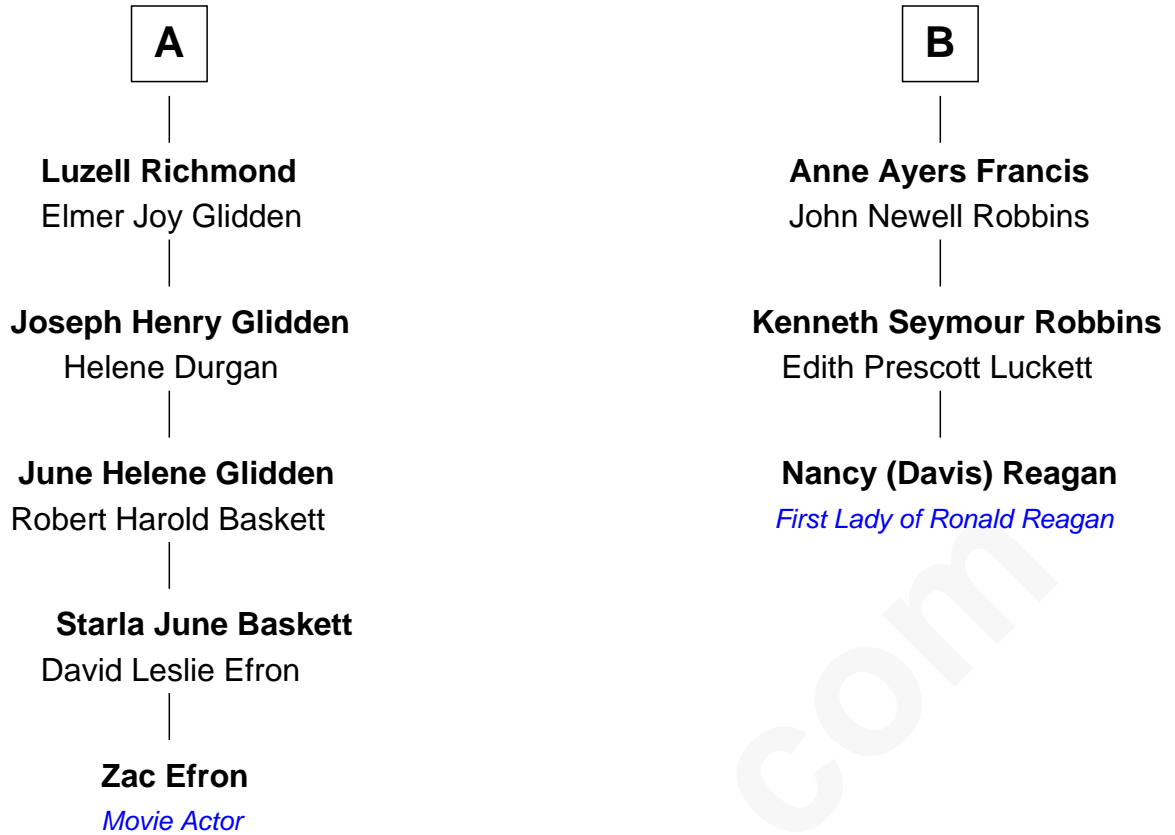 A
Luzell Richmond
Elmer Joy Glidden
Joseph Henry Glidden
Helene Durgan
June Helene Glidden
Robert Harold Baskett
Starla June Baskett
David Leslie Efron
Zac Efron
Movie Actor
B
Anne Ayers Francis
John Newell Robbins
Kenneth Seymour Robbins
Edith Prescott Luckett
Nancy (Davis) Reagan
First Lady of Ronald Reagan
com